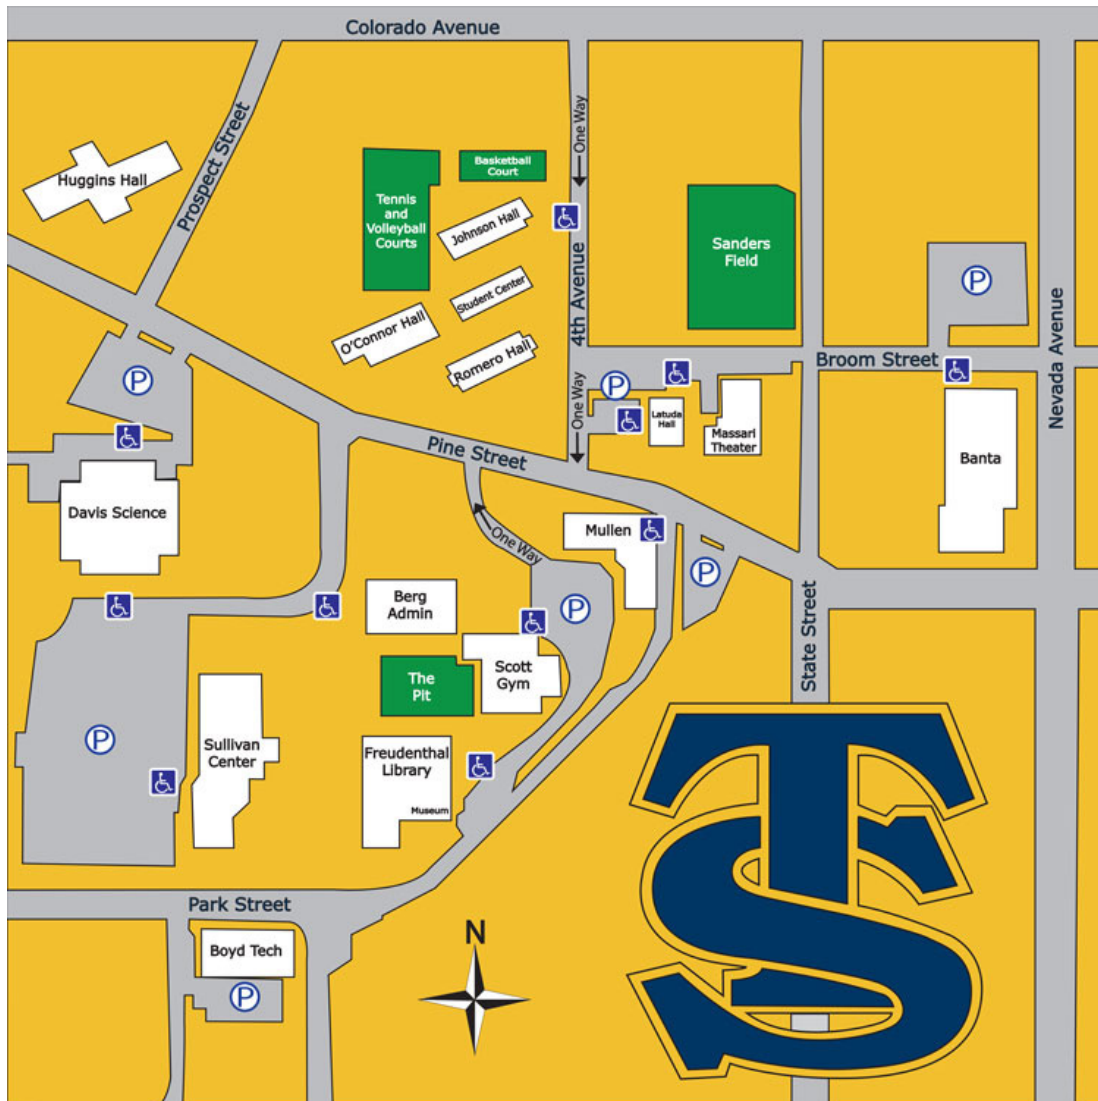 Colorado Avenue
Prospect Street
One Way
Huggins Hall
Basketball
Court
Tennis
and
Volleyball
Courts
Johnson Hall
Sanders
Field
P
4th Avenue
Student Center
O'Connor Hall
Romero Hall
Nevada Avenue
Broom Street
P
P
One Way
Latuda
Hall
Massari
Theater
Pine Street
Banta
Davis Science
Mullen
One Way
P
Berg
Admin
P
State Street
Scott
Gym
The
Pit
P
Sullivan
Center
Freudenthal
Library
Museum
TS
Park Street
N
Boyd Tech
P